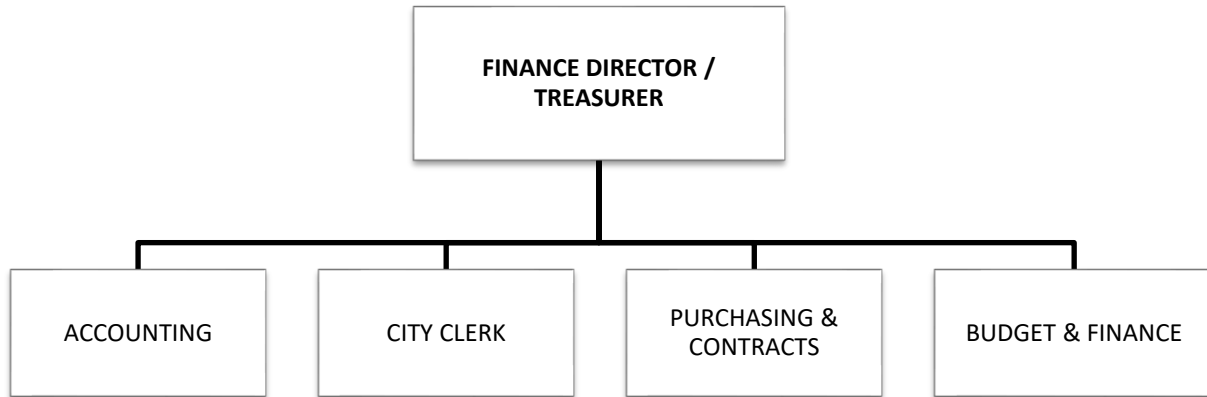 FINANCE DIRECTOR /
TREASURER
ACCOUNTING
CITY CLERK
PURCHASING &
CONTRACTS
BUDGET & FINANCE